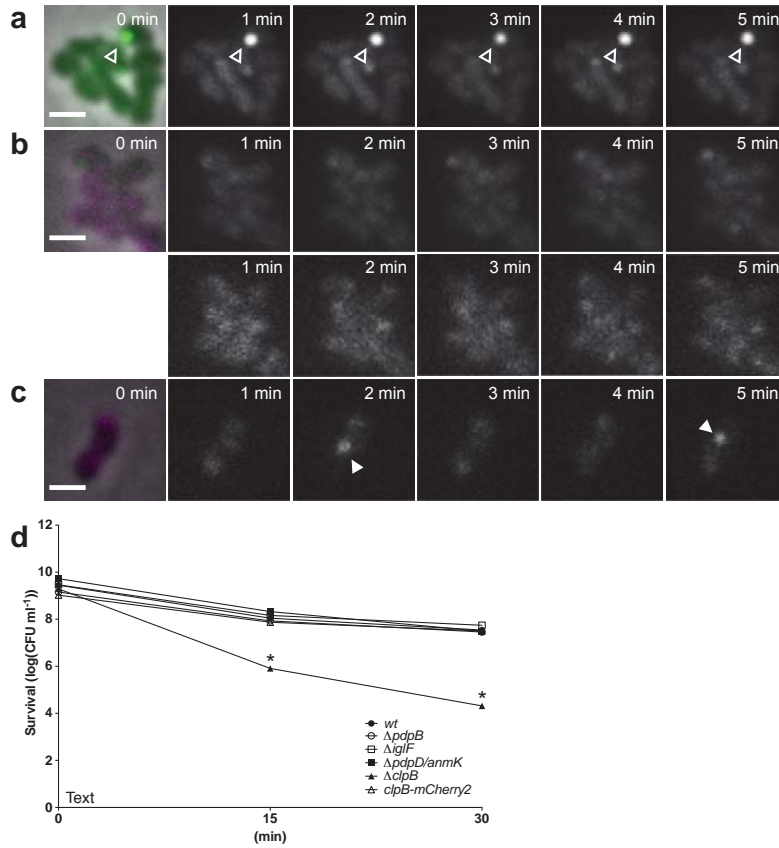 a
0 min 1 min 2 min 3 min 4 min 5 min
b
0 min 1 min 2 min 3 min 4 min 5 min
1 min 2 min 3 min 4 min 5 min
c
0 min 1 min 2 min 3 min 4 min 5 min
d
12
10
8
6
4
2
0
Survival (log(CFU ml⁻¹))
*
*
wt
ΔpdpB
ΔiglF
ΔpdpD/anmK
ΔclpB
clpB-mCherry2
Text
0 15 30
(min)